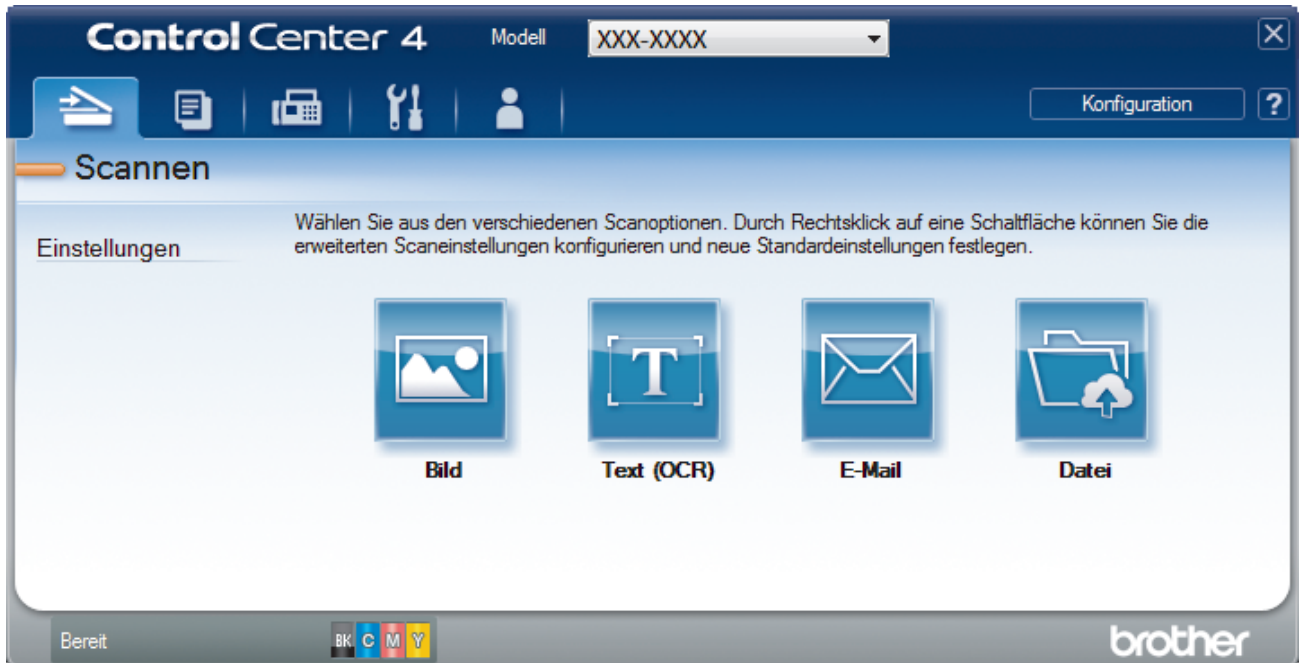 ControlCenter 4
Modell
XXX-XXXX
Konfiguration
?
Scannen
Einstellungen
Wählen Sie aus den verschiedenen Scanoptionen. Durch Rechtsklick auf eine Schaltfläche können Sie die
erweiterten Scaneinstellungen konfigurieren und neue Standardeinstellungen festlegen.
T
Bild
Text (OCR)
E-Mail
Datei
Bereit
BK C M Y
brother